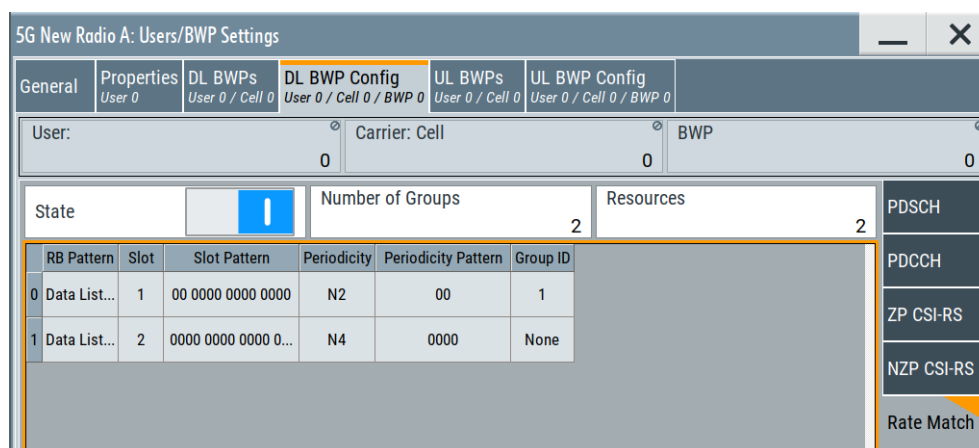 5G New Radio A: Users/BWP Settings
General
Properties
User 0
DL BWPs
User 0 / Cell 0
DL BWP Config
User 0 / Cell 0 / BWP 0
UL BWPs
User 0 / Cell 0
UL BWP Config
User 0 / Cell 0 / BWP 0
User:
0
Carrier: Cell
0
BWP
0
State
Number of Groups
2
Resources
2
RB Pattern Slot Slot Pattern Periodicity Periodicity Pattern Group ID
0 Data List... 1 00 0000 0000 0000 N2 00 1
1 Data List... 2 0000 0000 0000 0... N4 0000 None
PDSCH
PDCCH
ZP CSI-RS
NZP CSI-RS
Rate Match